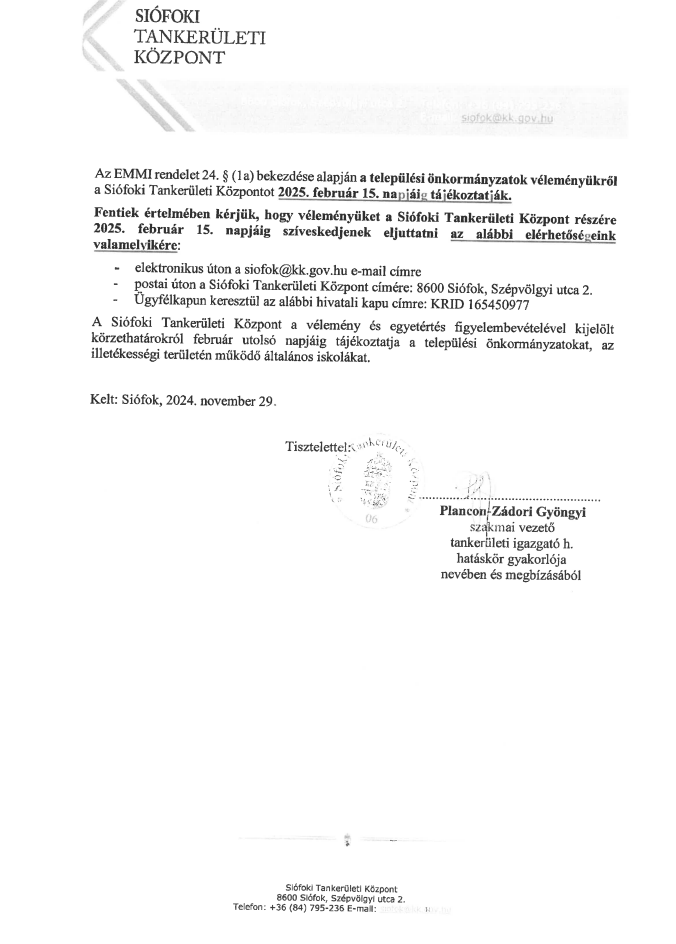 SIÓFOKI
TANKERÜLETI
KÖZPONT
siofok@kk.gov.hu
Az EMMI rendelet 24. § (1a) bekezdése alapján a települési önkormányzatok véleményükről
a Siófoki Tankerületi Központot 2025. február 15. napjáig tájékoztatják.
Fentiek értelmében kérjük, hogy véleményüket a Siófoki Tankerületi Központ részére
2025. február 15. napjáig szíveskedjenek eljuttatni az alábbi elérhetőségeink
valamelyikére:
- elektronikus úton a siofok@kk.gov.hu e-mail címre
- postai úton a Siófoki Tankerületi Központ címére: 8600 Siófok, Szépvölgyi utca 2.
- Ügyfélkapun keresztül az alábbi hivatali kapu címre: KRID 165450977
A Siófoki Tankerületi Központ a vélemény és egyetértés figyelembevételével kijelölt
körzethatárokról február utolsó napjáig tájékoztatja a települési önkormányzatokat, az
illetékességi területén működő általános iskolákat.
Kelt: Siófok, 2024. november 29.
Tisztelettel:
Siófoki Tankerületi Központ
06
Plancon-Zádori Gyöngyi
szakmai vezető
tankerületi igazgató h.
hatáskör gyakorlója
nevében és megbízásából
Siófoki Tankerületi Központ
8600 Siófok, Szépvölgyi utca 2.
Telefon: +36 (84) 795-236 E-mail: